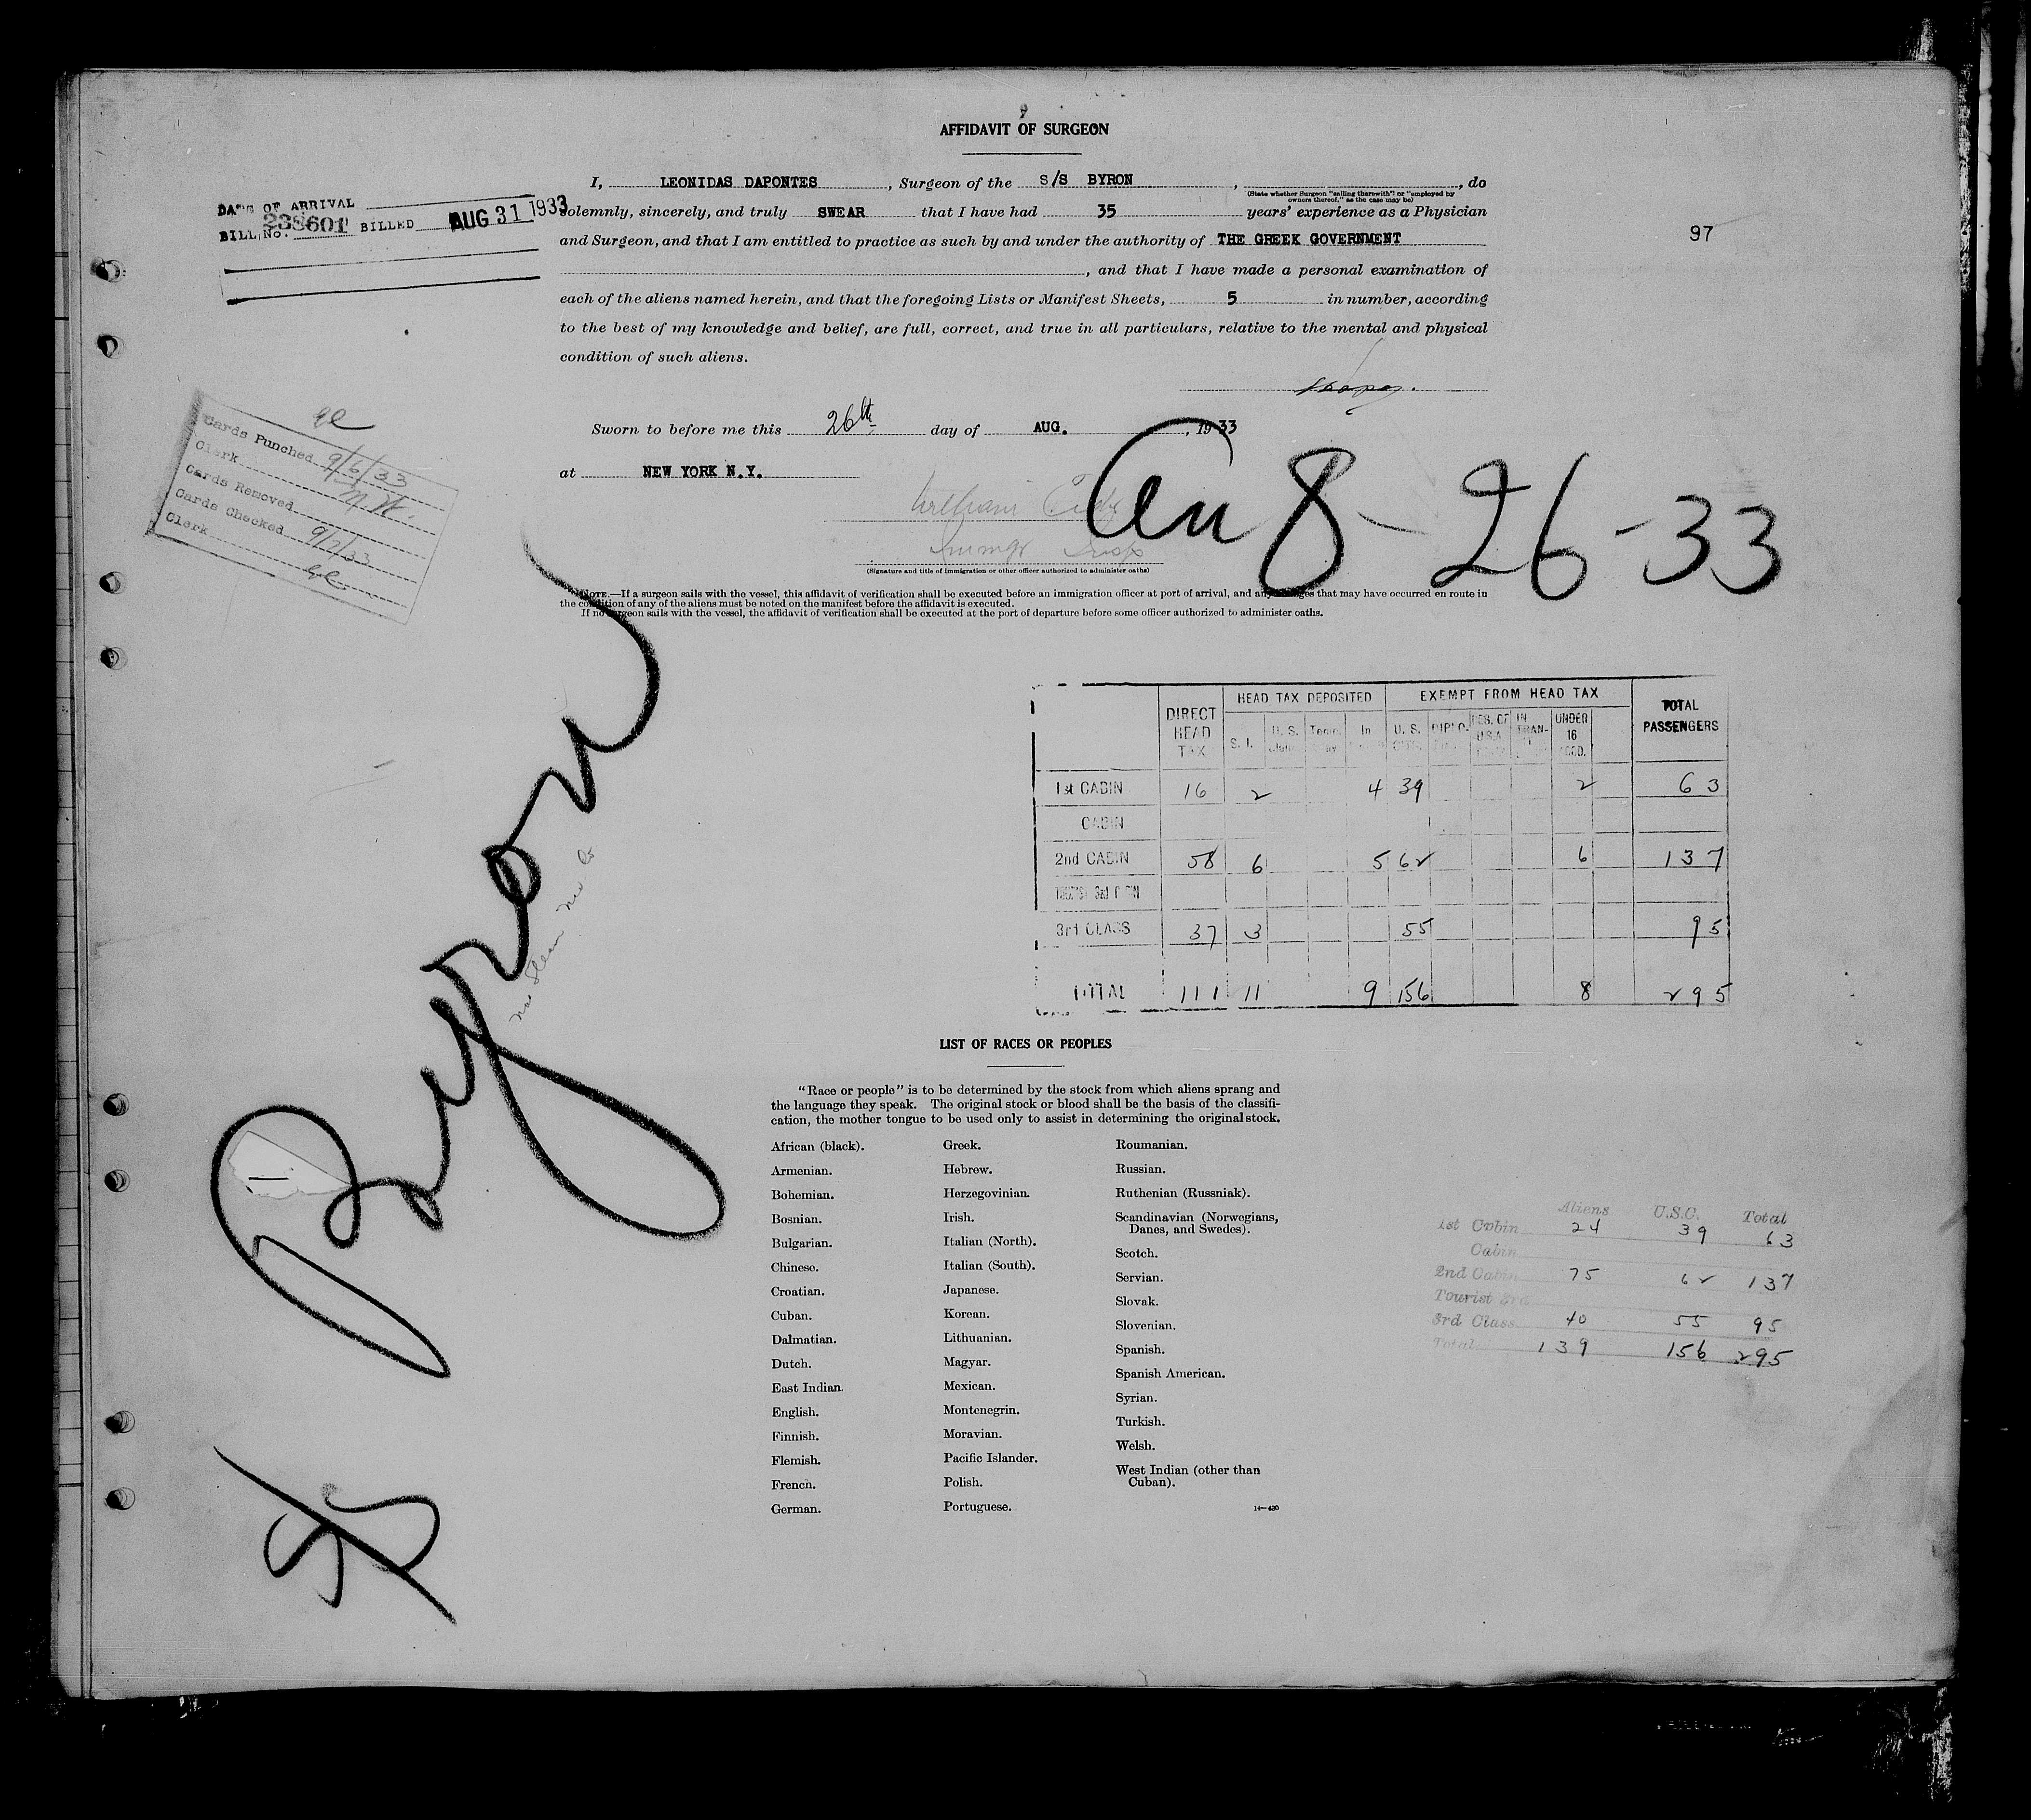 AFFIDAVIT OF SURGEON
I, LEONIDAS DAPONTES, Surgeon of the S/S BYRON, , do
(State whether Surgeon "sailing therewith" or "employed by owners thereof," as the case may be)
solemnly, sincerely, and truly SWEAR that I have had 35 years' experience as a Physician
and Surgeon, and that I am entitled to practice as such by and under the authority of THE GREEK GOVERNMENT
, and that I have made a personal examination of
each of the aliens named herein, and that the foregoing Lists or Manifest Sheets, 5 in number, according
to the best of my knowledge and belief, are full, correct, and true in all particulars, relative to the mental and physical
condition of such aliens.
DATE OF ARRIVAL
BILL No. 238601 BILLED AUG 31 1933
97
Sworn to before me this 26th day of AUG. , 1933
at NEW YORK N.Y.
William
Immgr Insp
(Signature and title of immigration or other officer authorized to administer oaths)
8-26-33
Cards Punched 9/6/33
Clerk M.W.
Cards Removed
Cards Checked 9/7/33
Clerk
NOTE.—If a surgeon sails with the vessel, this affidavit of verification shall be executed before an immigration officer at port of arrival, and any changes that may have occurred en route in
the condition of any of the aliens must be noted on the manifest before the affidavit is executed.
If no surgeon sails with the vessel, the affidavit of verification shall be executed at the port of departure before some officer authorized to administer oaths.
S/S Byron
DIRECT HEAD TAX HEAD TAX DEPOSITED EXEMPT FROM HEAD TAX TOTAL PASSENGERS
S. I. U. S. In U. S. DIPLO. RES. OF U.S.A. IN TRAN- UNDER 16
1st CABIN 16 2 4 39 2 63
CABIN
2nd CABIN 58 6 5 62 6 137
3rd CLASS 37 3 55 95
TOTAL 111 11 9 156 8 295
LIST OF RACES OR PEOPLES
"Race or people" is to be determined by the stock from which aliens sprang and
the language they speak. The original stock or blood shall be the basis of the classifi-
cation, the mother tongue to be used only to assist in determining the original stock.
African (black).
Armenian.
Bohemian.
Bosnian.
Bulgarian.
Chinese.
Croatian.
Cuban.
Dalmatian.
Dutch.
East Indian.
English.
Finnish.
Flemish.
French.
German.
Greek.
Hebrew.
Herzegovinian.
Irish.
Italian (North).
Italian (South).
Japanese.
Korean.
Lithuanian.
Magyar.
Mexican.
Montenegrin.
Moravian.
Pacific Islander.
Polish.
Portuguese.
Roumanian.
Russian.
Ruthenian (Russniak).
Scandinavian (Norwegians,
Danes, and Swedes).
Scotch.
Servian.
Slovak.
Slovenian.
Spanish.
Spanish American.
Syrian.
Turkish.
Welsh.
West Indian (other than
Cuban).
14—430
Aliens U.S.C. Total
1st Cabin 24 39 63
Cabin
2nd Cabin 75 62 137
Tourist 3rd
3rd Class 40 55 95
Total 139 156 295